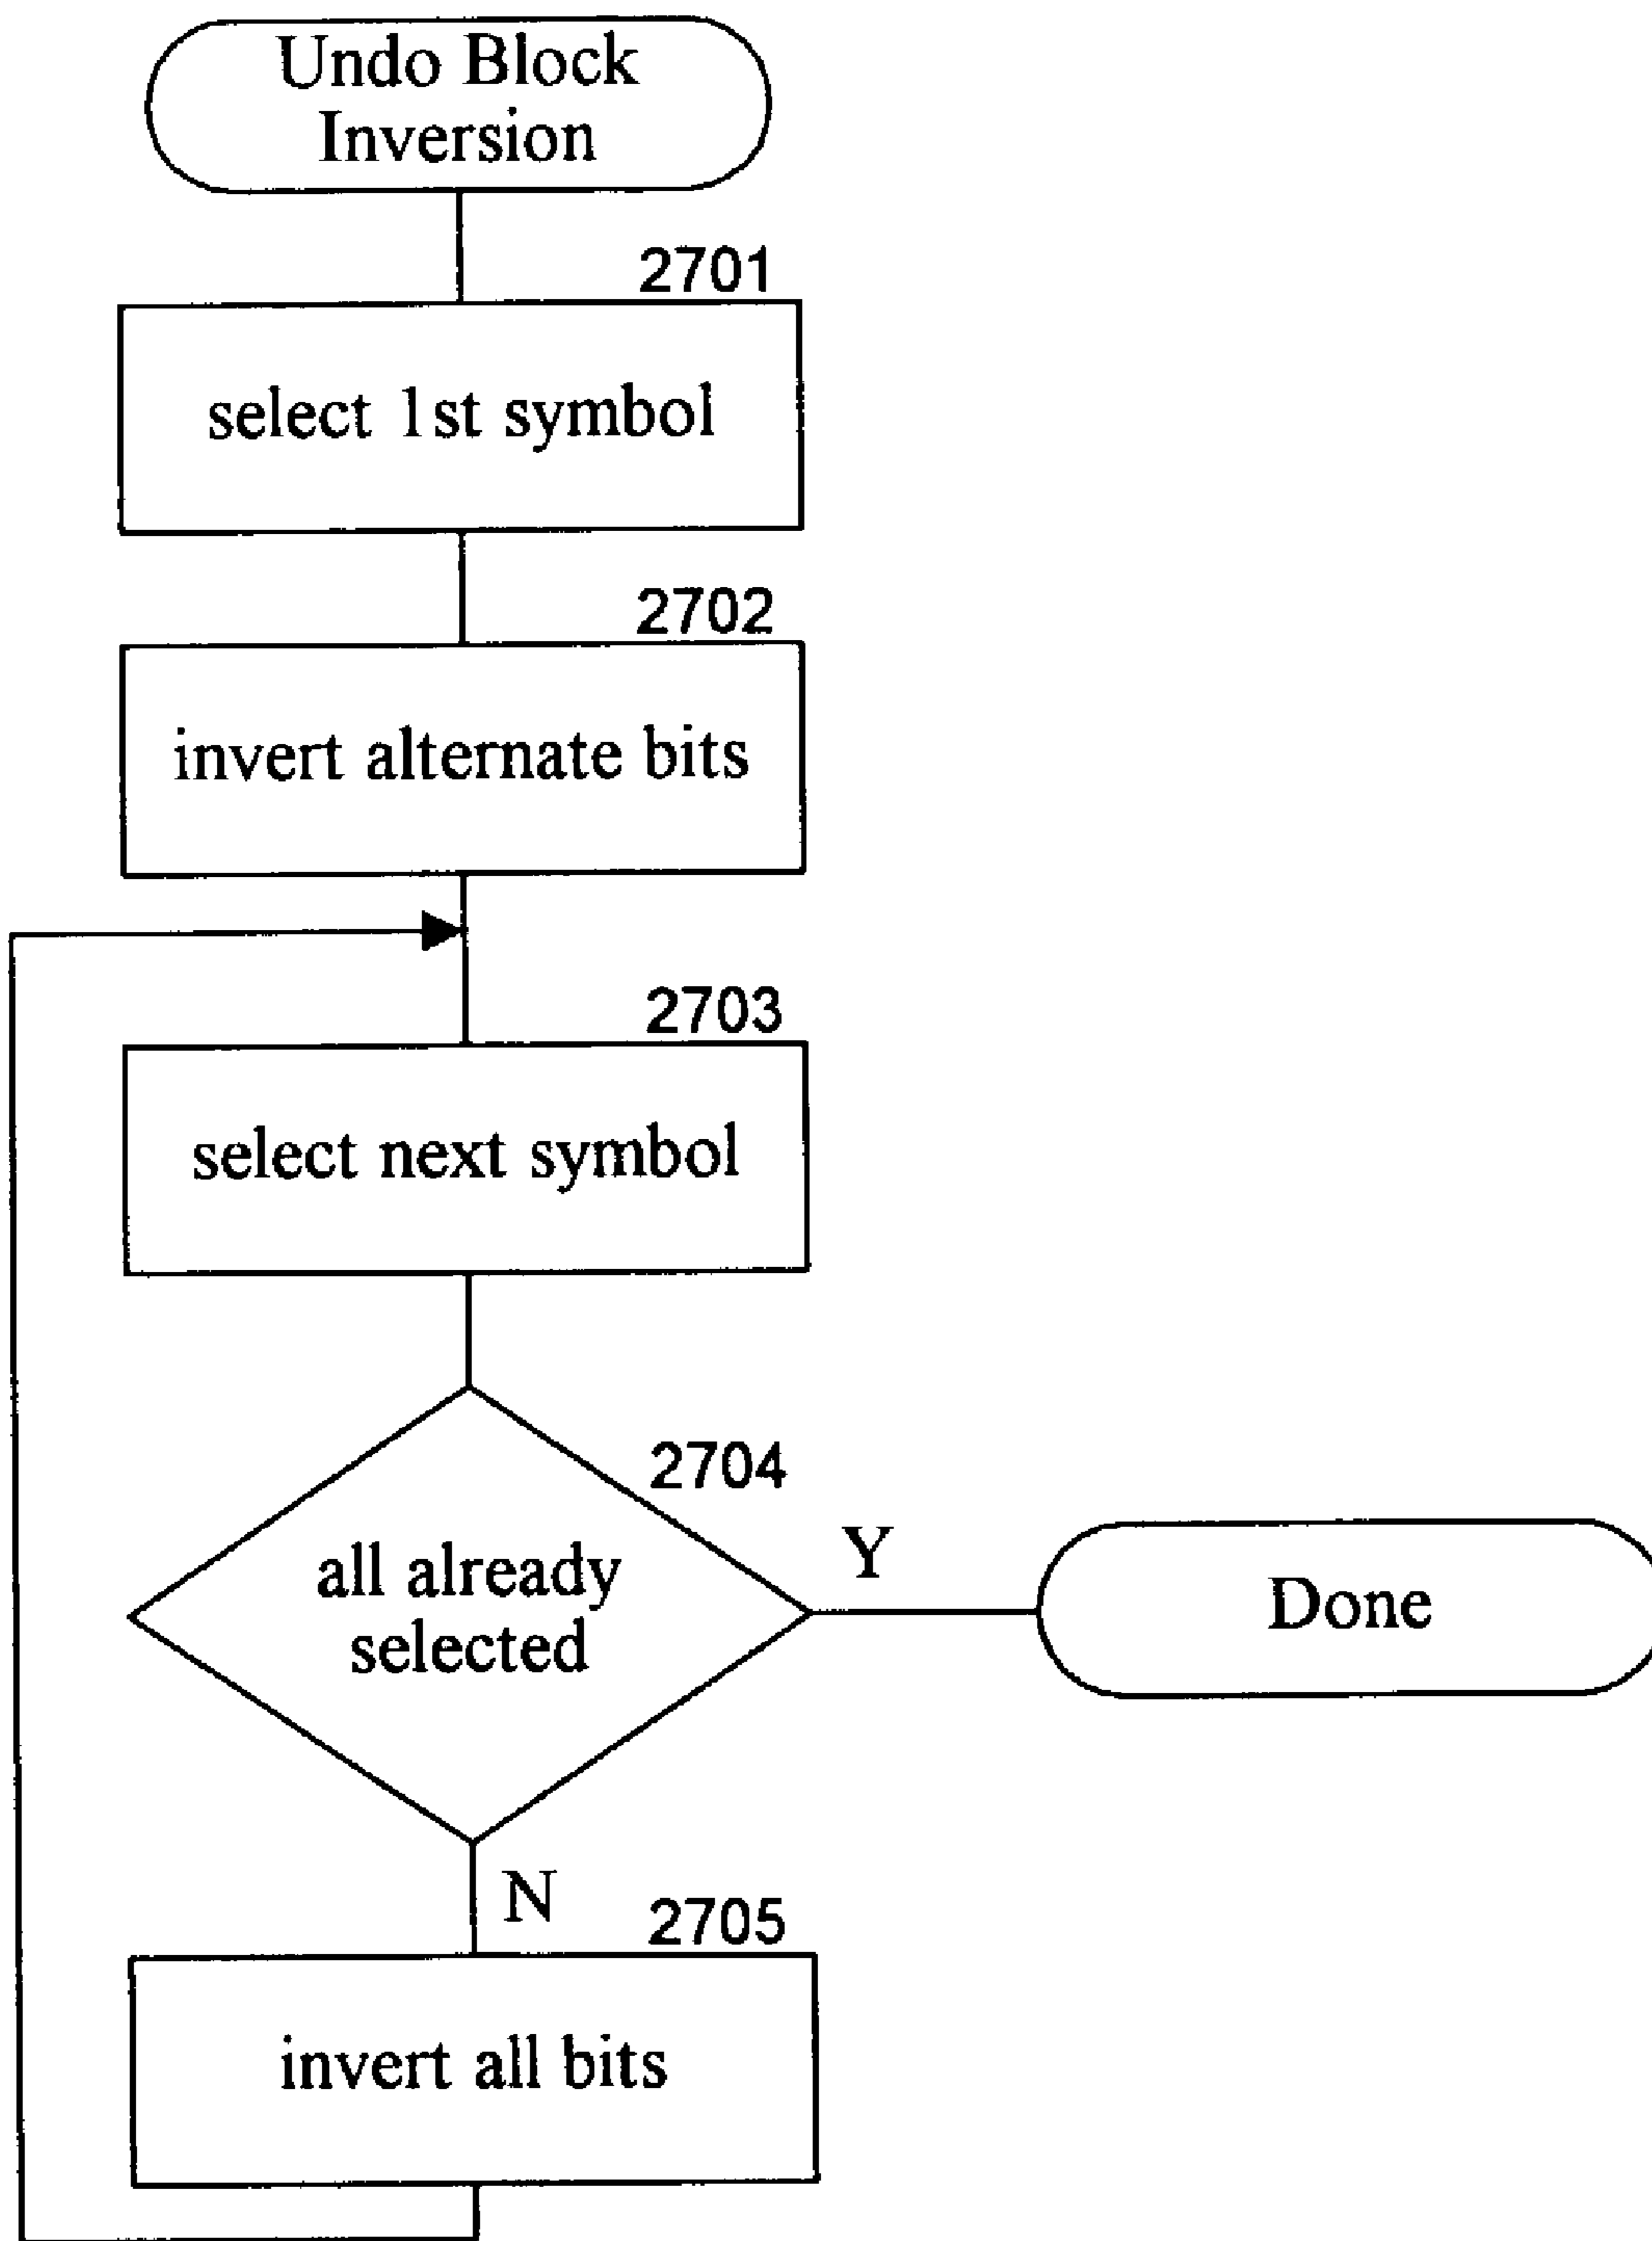 Undo Block
Inversion
2701
select 1st symbol
2702
invert alternate bits
2703
select next symbol
2704
all already
selected
Y
Done
N
2705
invert all bits